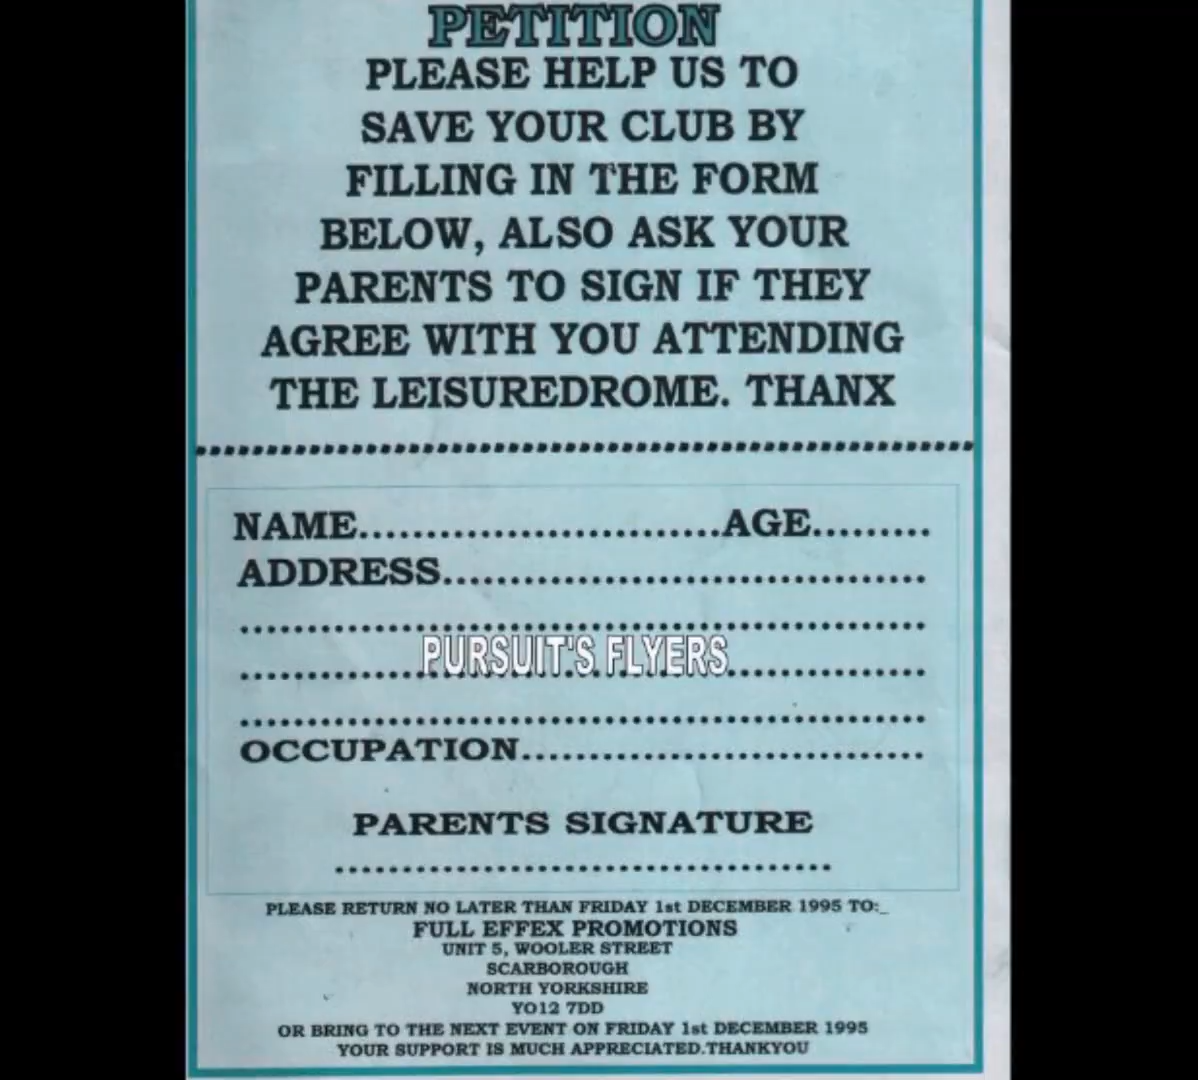 PETITION
PLEASE HELP US TO
SAVE YOUR CLUB BY
FILLING IN THE FORM
BELOW, ALSO ASK YOUR
PARENTS TO SIGN IF THEY
AGREE WITH YOU ATTENDING
THE LEISUREDROME. THANX
NAME...........................AGE.........
ADDRESS....................................
PURSUIT'S FLYERS
OCCUPATION..............................
PARENTS SIGNATURE
.....................................
PLEASE RETURN NO LATER THAN FRIDAY 1st DECEMBER 1995 TO:_
FULL EFFEX PROMOTIONS
UNIT 5, WOOLER STREET
SCARBOROUGH
NORTH YORKSHIRE
YO12 7DD
OR BRING TO THE NEXT EVENT ON FRIDAY 1st DECEMBER 1995
YOUR SUPPORT IS MUCH APPRECIATED.THANKYOU